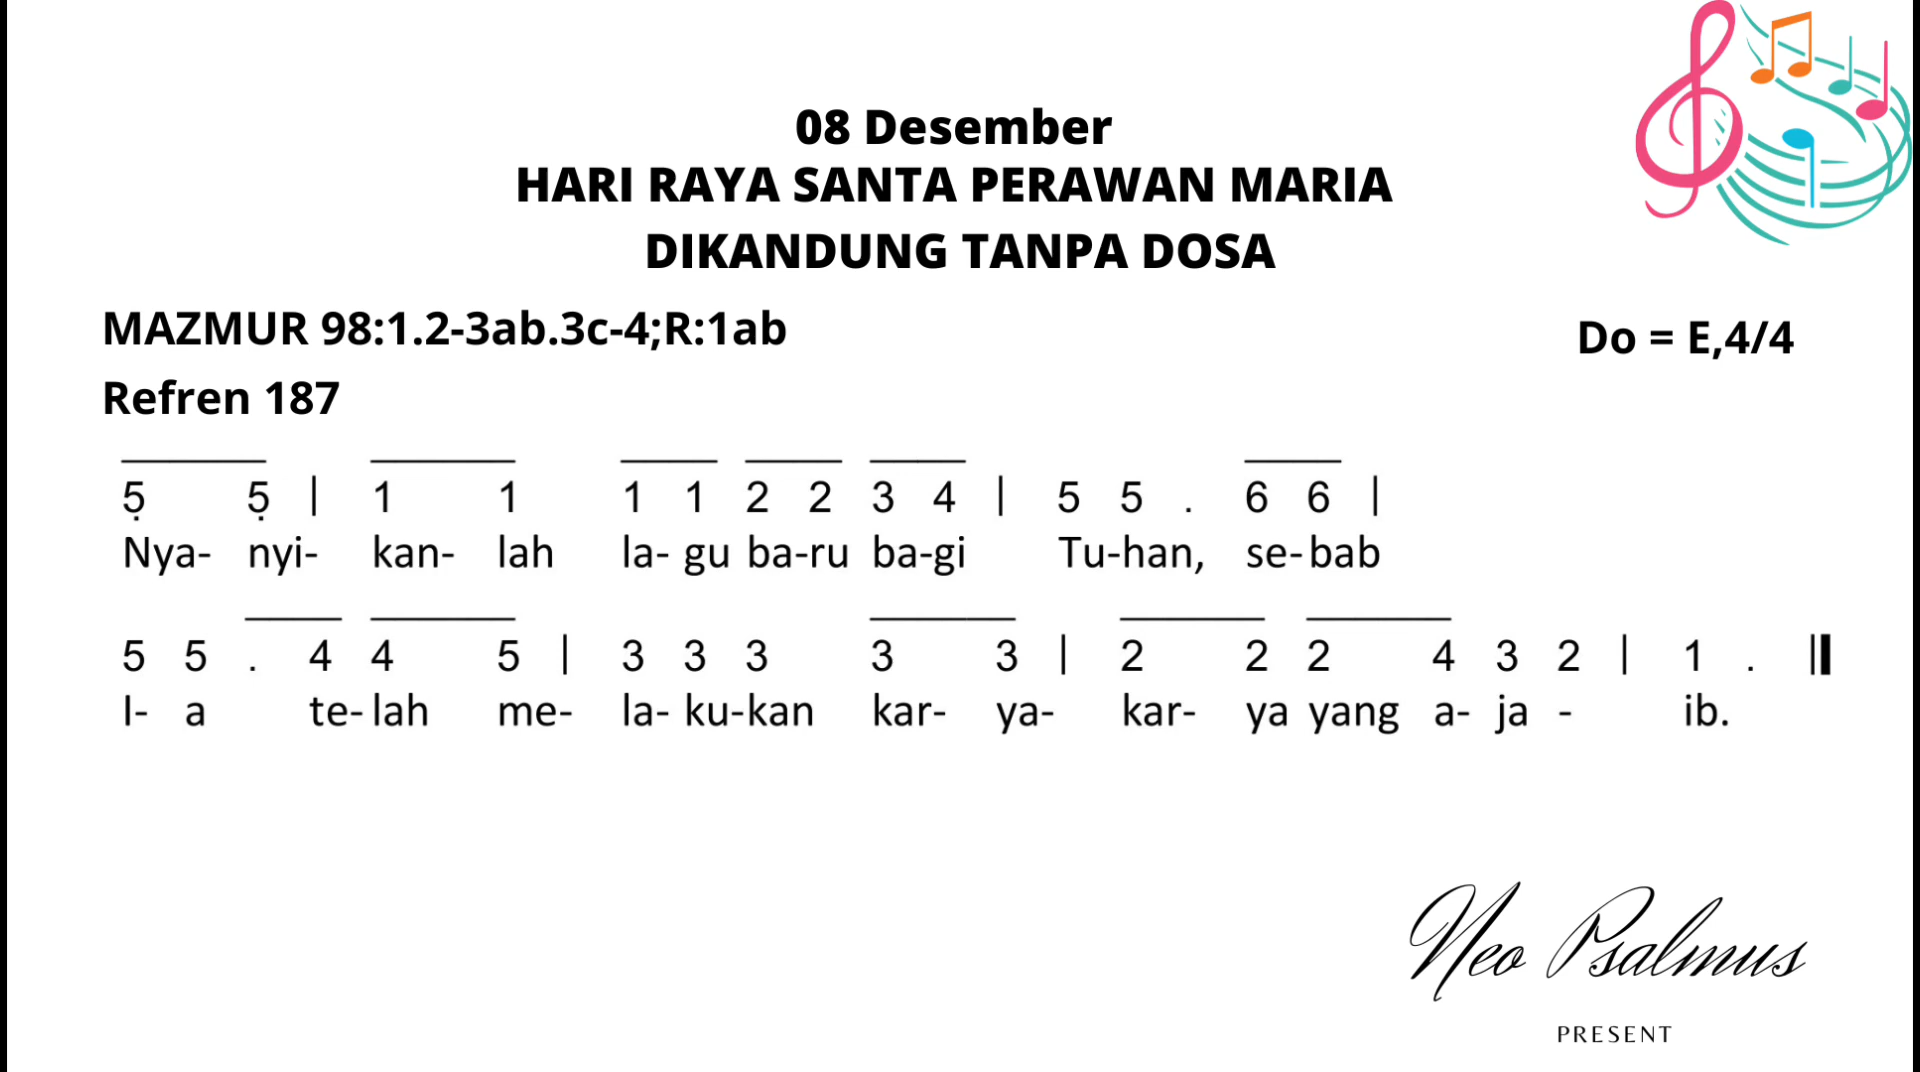 08 Desember
HARI RAYA SANTA PERAWAN MARIA
DIKANDUNG TANPA DOSA
MAZMUR 98:1.2-3ab.3c-4;R:1ab
Do = E,4/4
Refren 187
5̣ 5̣ | 1 1 1 1 2 2 3 4 | 5 5 . 6 6 |
Nya- nyi- kan- lah la- gu ba-ru ba-gi Tu-han, se-bab
5 5 . 4 4 5 | 3 3 3 3 3 | 2 2 2 4 3 2 | 1 . ||
I- a te-lah me- la- ku-kan kar- ya- kar- ya yang a- ja - ib.
Neo Psalmus
PRESENT